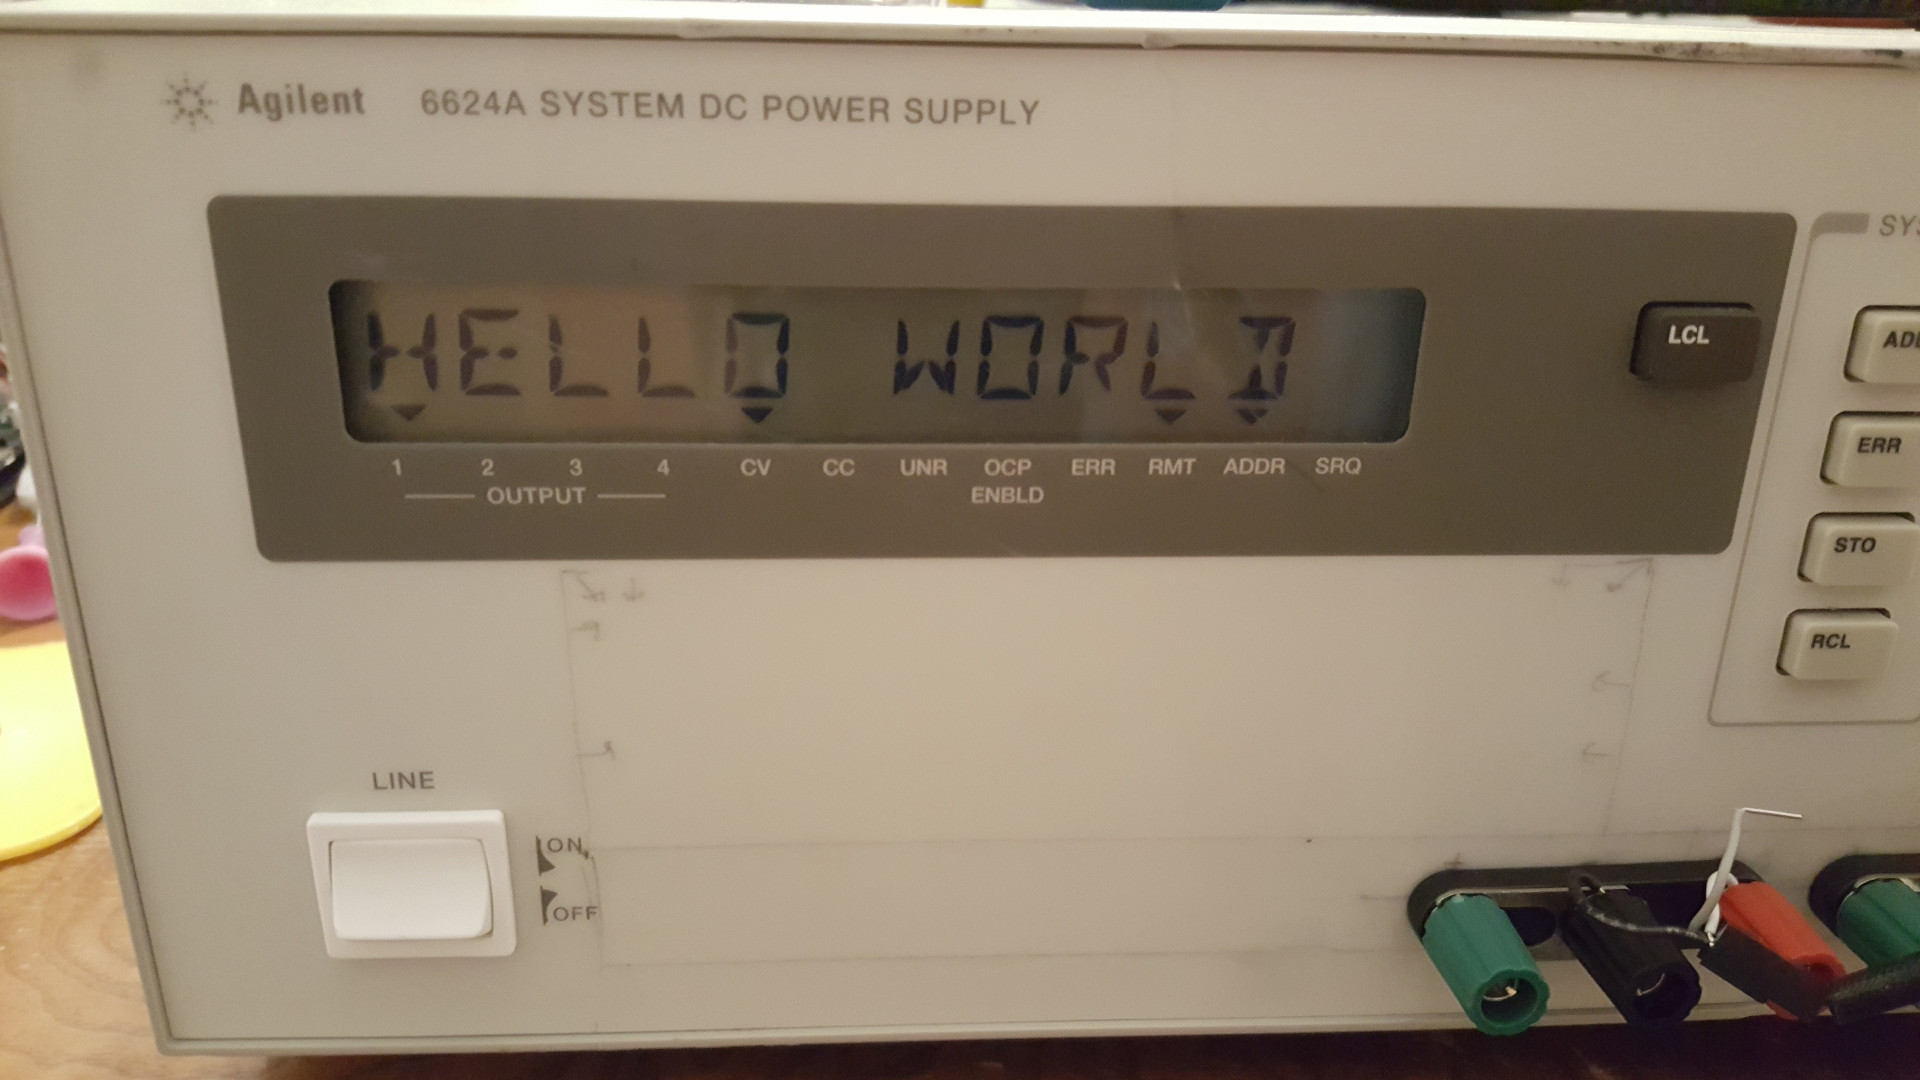 Agilent 6624A SYSTEM DC POWER SUPPLY
HELLO WORLD
1 2 3 4 CV CC UNR OCP ERR RMT ADDR SRQ
OUTPUT ENBLD
LCL
ERR
STO
RCL
LINE
ON
OFF